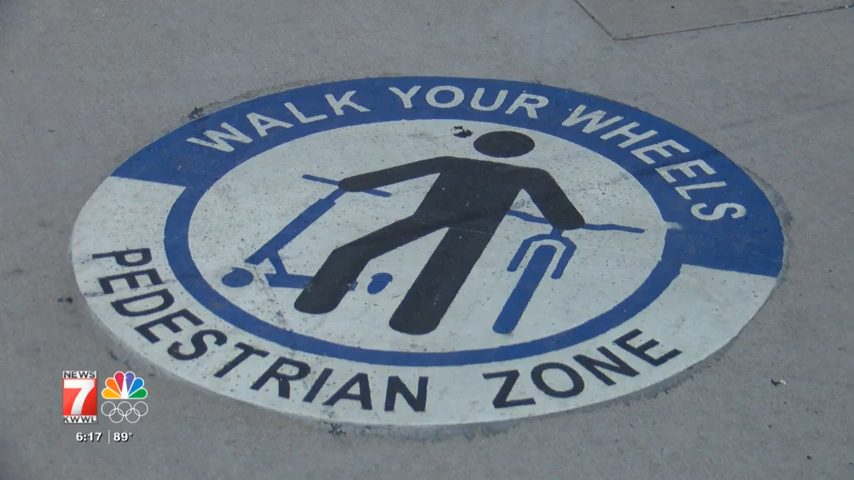 WALK YOUR WHEELS
PEDESTRIAN ZONE
NEWS
7
KWWL
6:17 89°